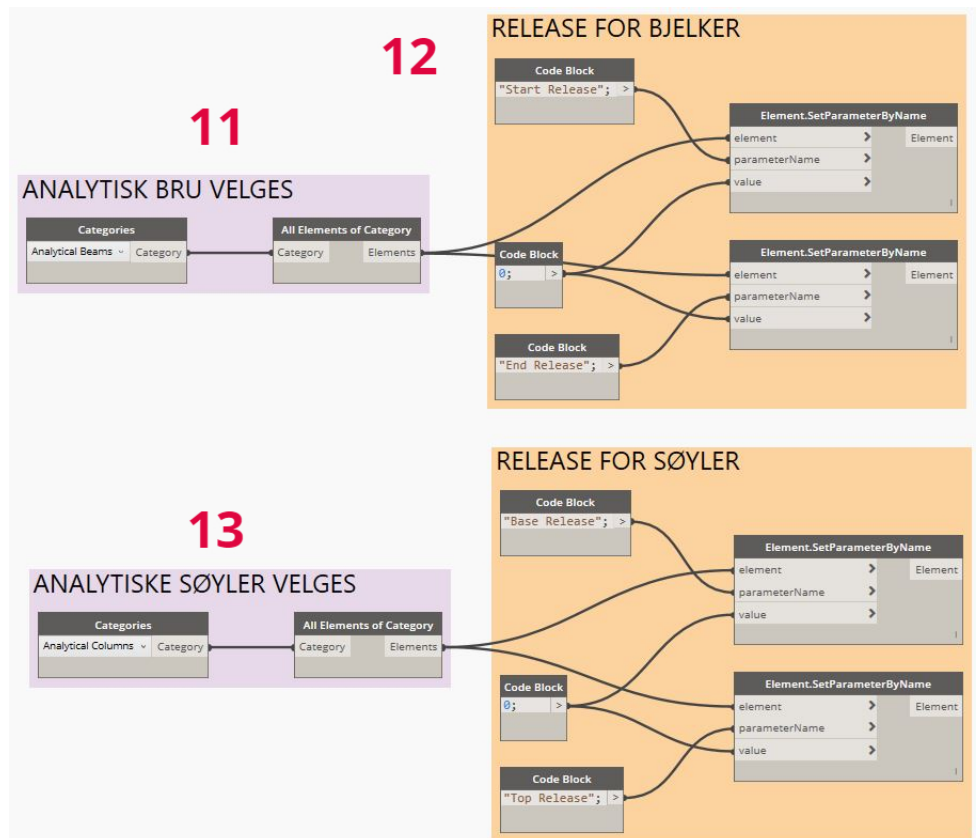 12
RELEASE FOR BJELKER
Code Block
"Start Release"; >
Element.SetParameterByName
element > Element
parameterName >
value >
l
11
ANALYTISK BRU VELGES
Categories
Analytical Beams Category
All Elements of Category
Category Elements
Code Block
0; >
Element.SetParameterByName
element > Element
parameterName >
value >
l
Code Block
"End Release"; >
RELEASE FOR SØYLER
Code Block
"Base Release"; >
Element.SetParameterByName
element > Element
parameterName >
value >
l
13
ANALYTISKE SØYLER VELGES
Categories
Analytical Columns Category
All Elements of Category
Category Elements
Code Block
0; >
Element.SetParameterByName
element > Element
parameterName >
value >
l
Code Block
"Top Release"; >